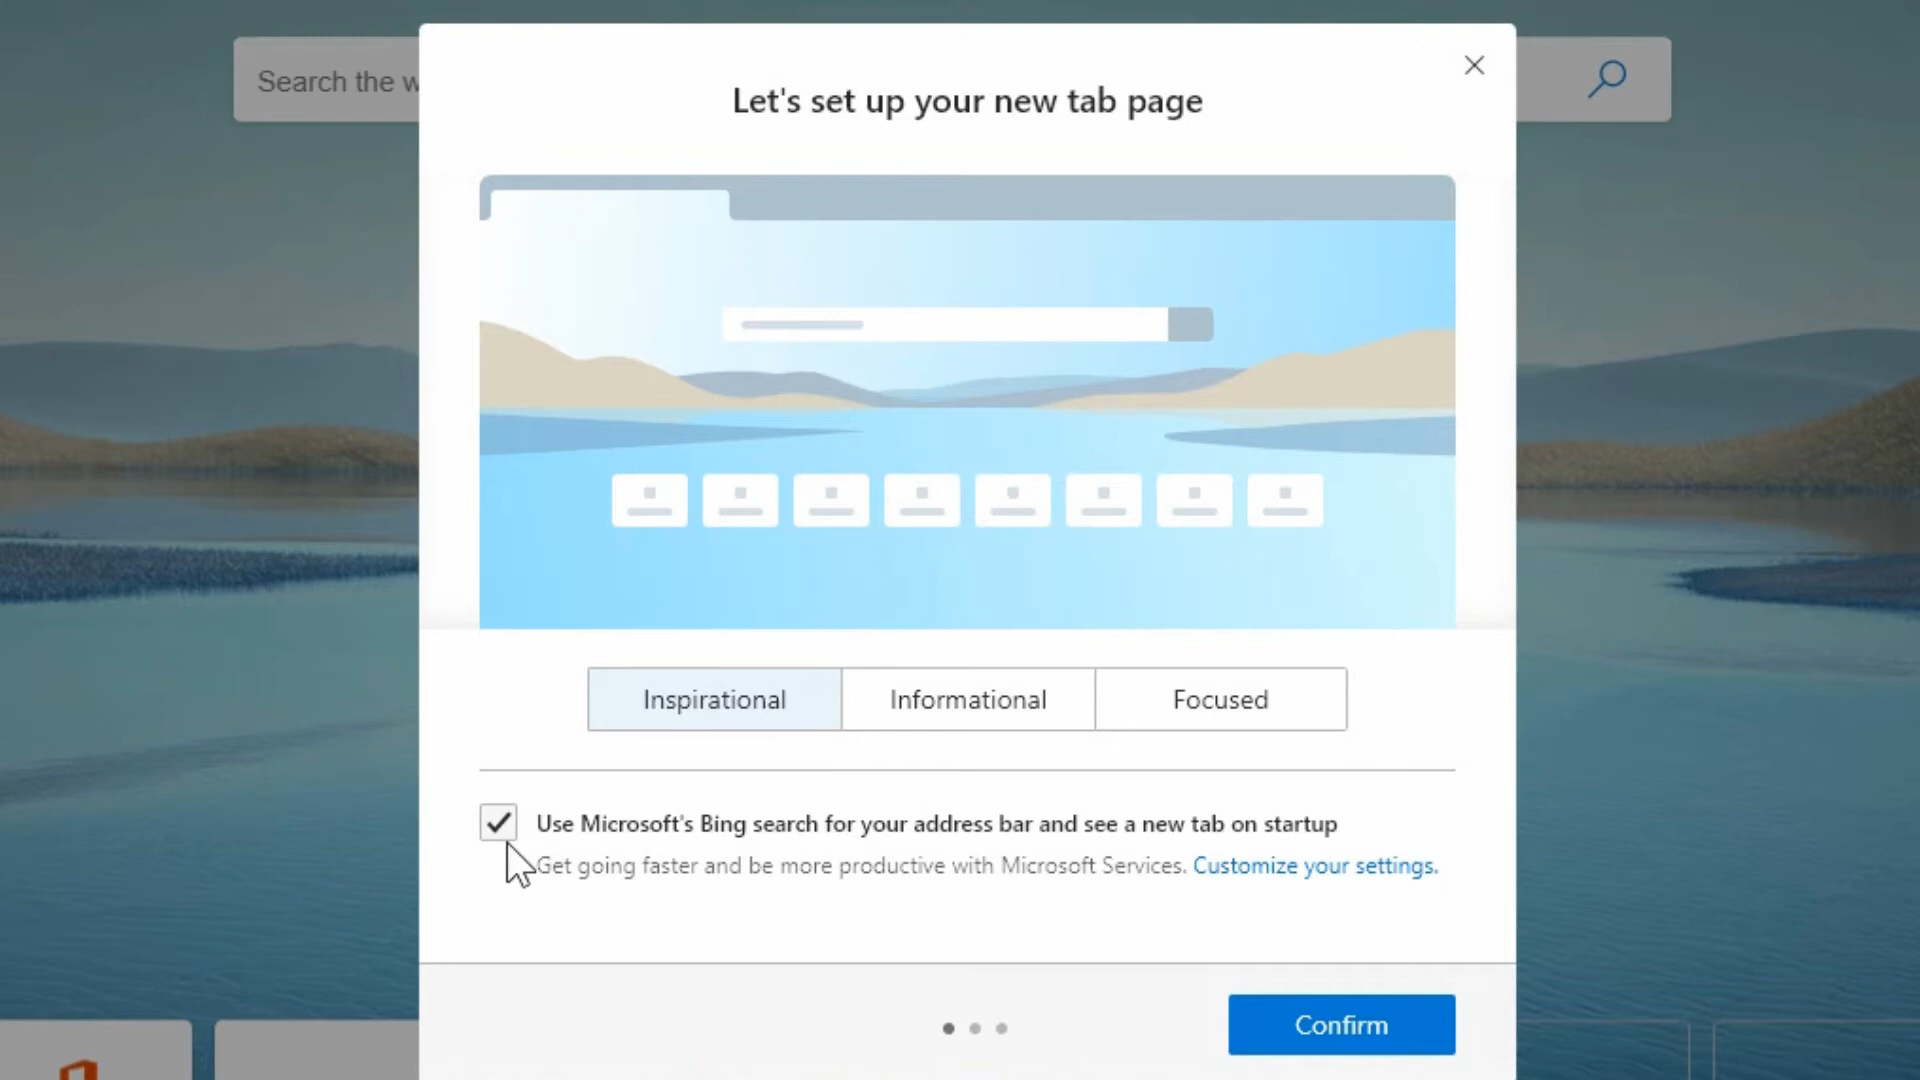 Search the w
Let's set up your new tab page
Inspirational
Informational
Focused
Use Microsoft's Bing search for your address bar and see a new tab on startup
Get going faster and be more productive with Microsoft Services. Customize your settings.
Confirm